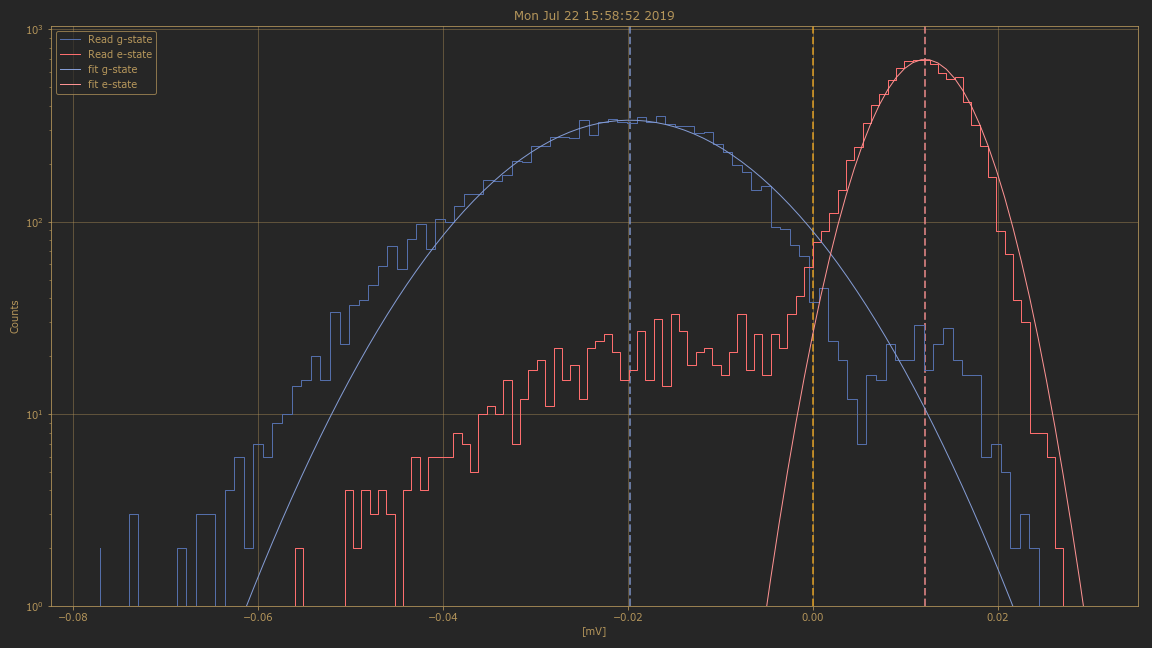 Mon Jul 22 15:58:52 2019
Read g-state
Read e-state
fit g-state
fit e-state
10³
10²
10¹
10⁰
Counts
−0.08 −0.06 −0.04 −0.02 0.00 0.02
[mV]